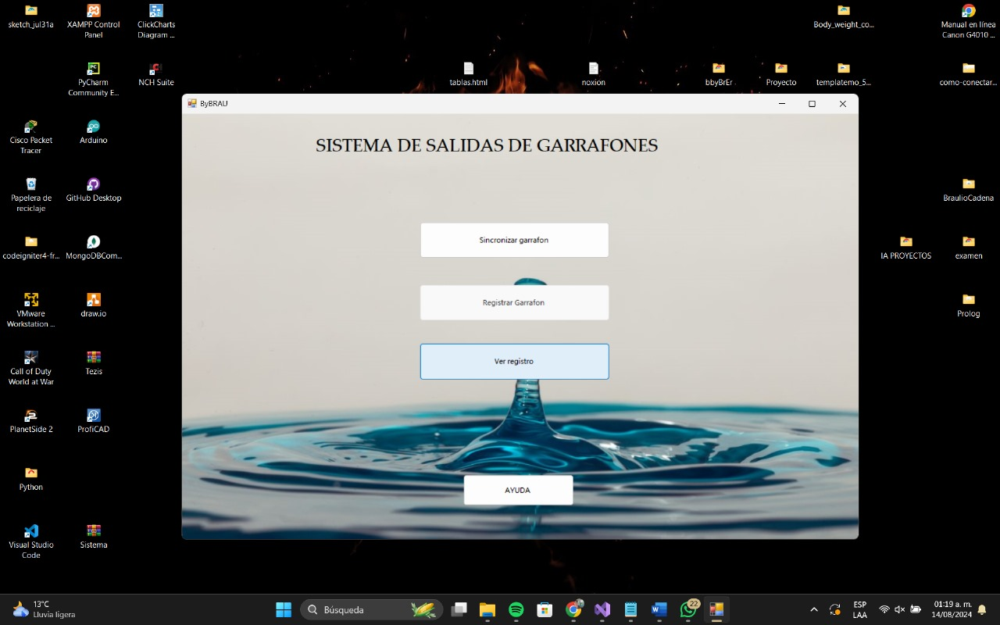 sketch_jul31a
XAMPP Control
Panel
ClickCharts
Diagram ...
Body_weight_co...
Manual en línea
Canon G4010 ...
PyCharm
Community E...
NCH Suite
tablas.html
noxion
bbyBrEr
Proyecto
templatemo_5...
como-conectar...
ByBRAU
SISTEMA DE SALIDAS DE GARRAFONES
Cisco Packet
Tracer
Arduino
Papelera de
reciclaje
GitHub Desktop
BraulioCadena
Sincronizar garrafon
codeigniter4-fr...
MongoDBCom...
IA PROYECTOS
examen
Registrar Garrafon
VMware
Workstation ...
draw.io
Prolog
Ver registro
Call of Duty
World at War
Tezis
PlanetSide 2
ProfiCAD
Python
AYUDA
Visual Studio
Code
Sistema
13°C
Lluvia ligera
Búsqueda
22
ESP
LAA
01:19 a. m.
14/08/2024